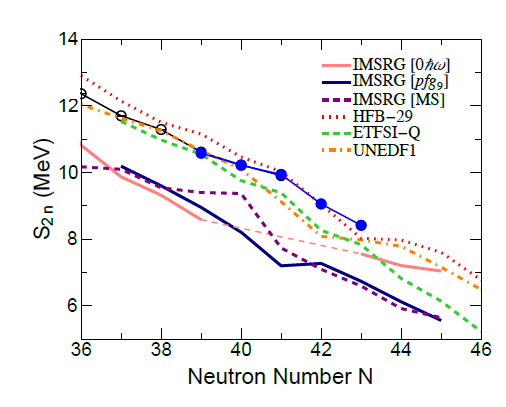 14
12
10
8
6
S2n (MeV)
IMSRG [0ℏω]
IMSRG [pfg9]
IMSRG [MS]
HFB-29
ETFSI-Q
UNEDF1
36 38 40 42 44 46
Neutron Number N